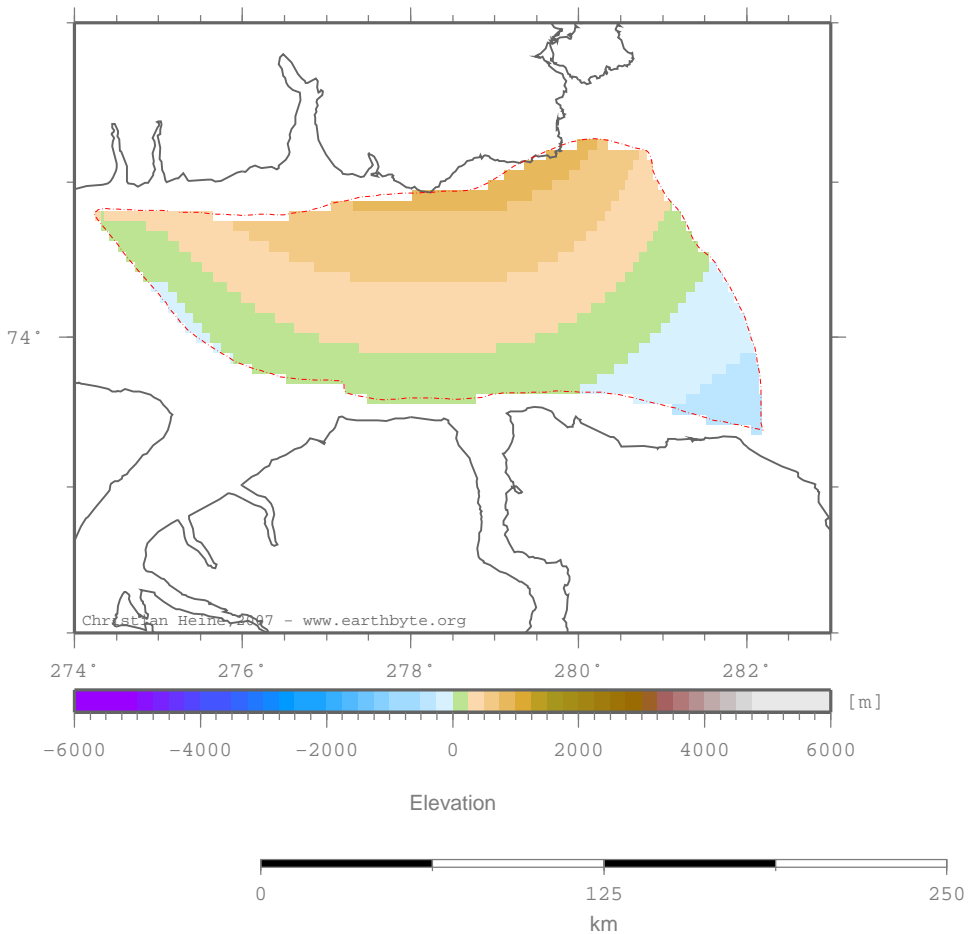 74°
Christian Heine, 2007 - www.earthbyte.org
274° 276° 278° 280° 282°
[m]
-6000 -4000 -2000 0 2000 4000 6000
Elevation
0 125 250
km